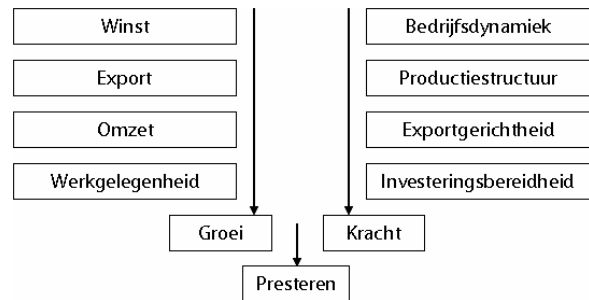 Winst
Export
Omzet
Werkgelegenheid
Bedrijfsdynamiek
Productiestructuur
Exportgerichtheid
Investeringsbereidheid
Groei
Kracht
Presteren